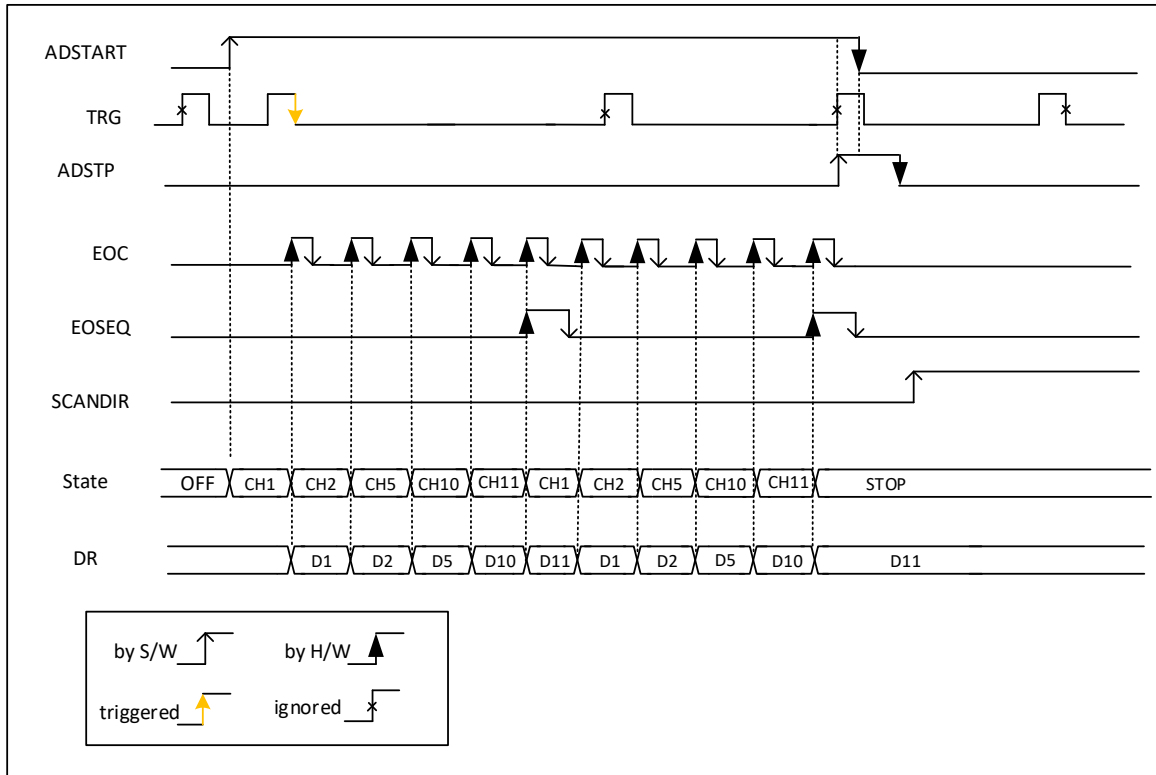 ADSTART
TRG
ADSTP
EOC
EOSEQ
SCANDIR
State OFF CH1 CH2 CH5 CH10 CH11 CH1 CH2 CH5 CH10 CH11 STOP
DR D1 D2 D5 D10 D11 D1 D2 D5 D10 D11
by S/W by H/W
triggered ignored